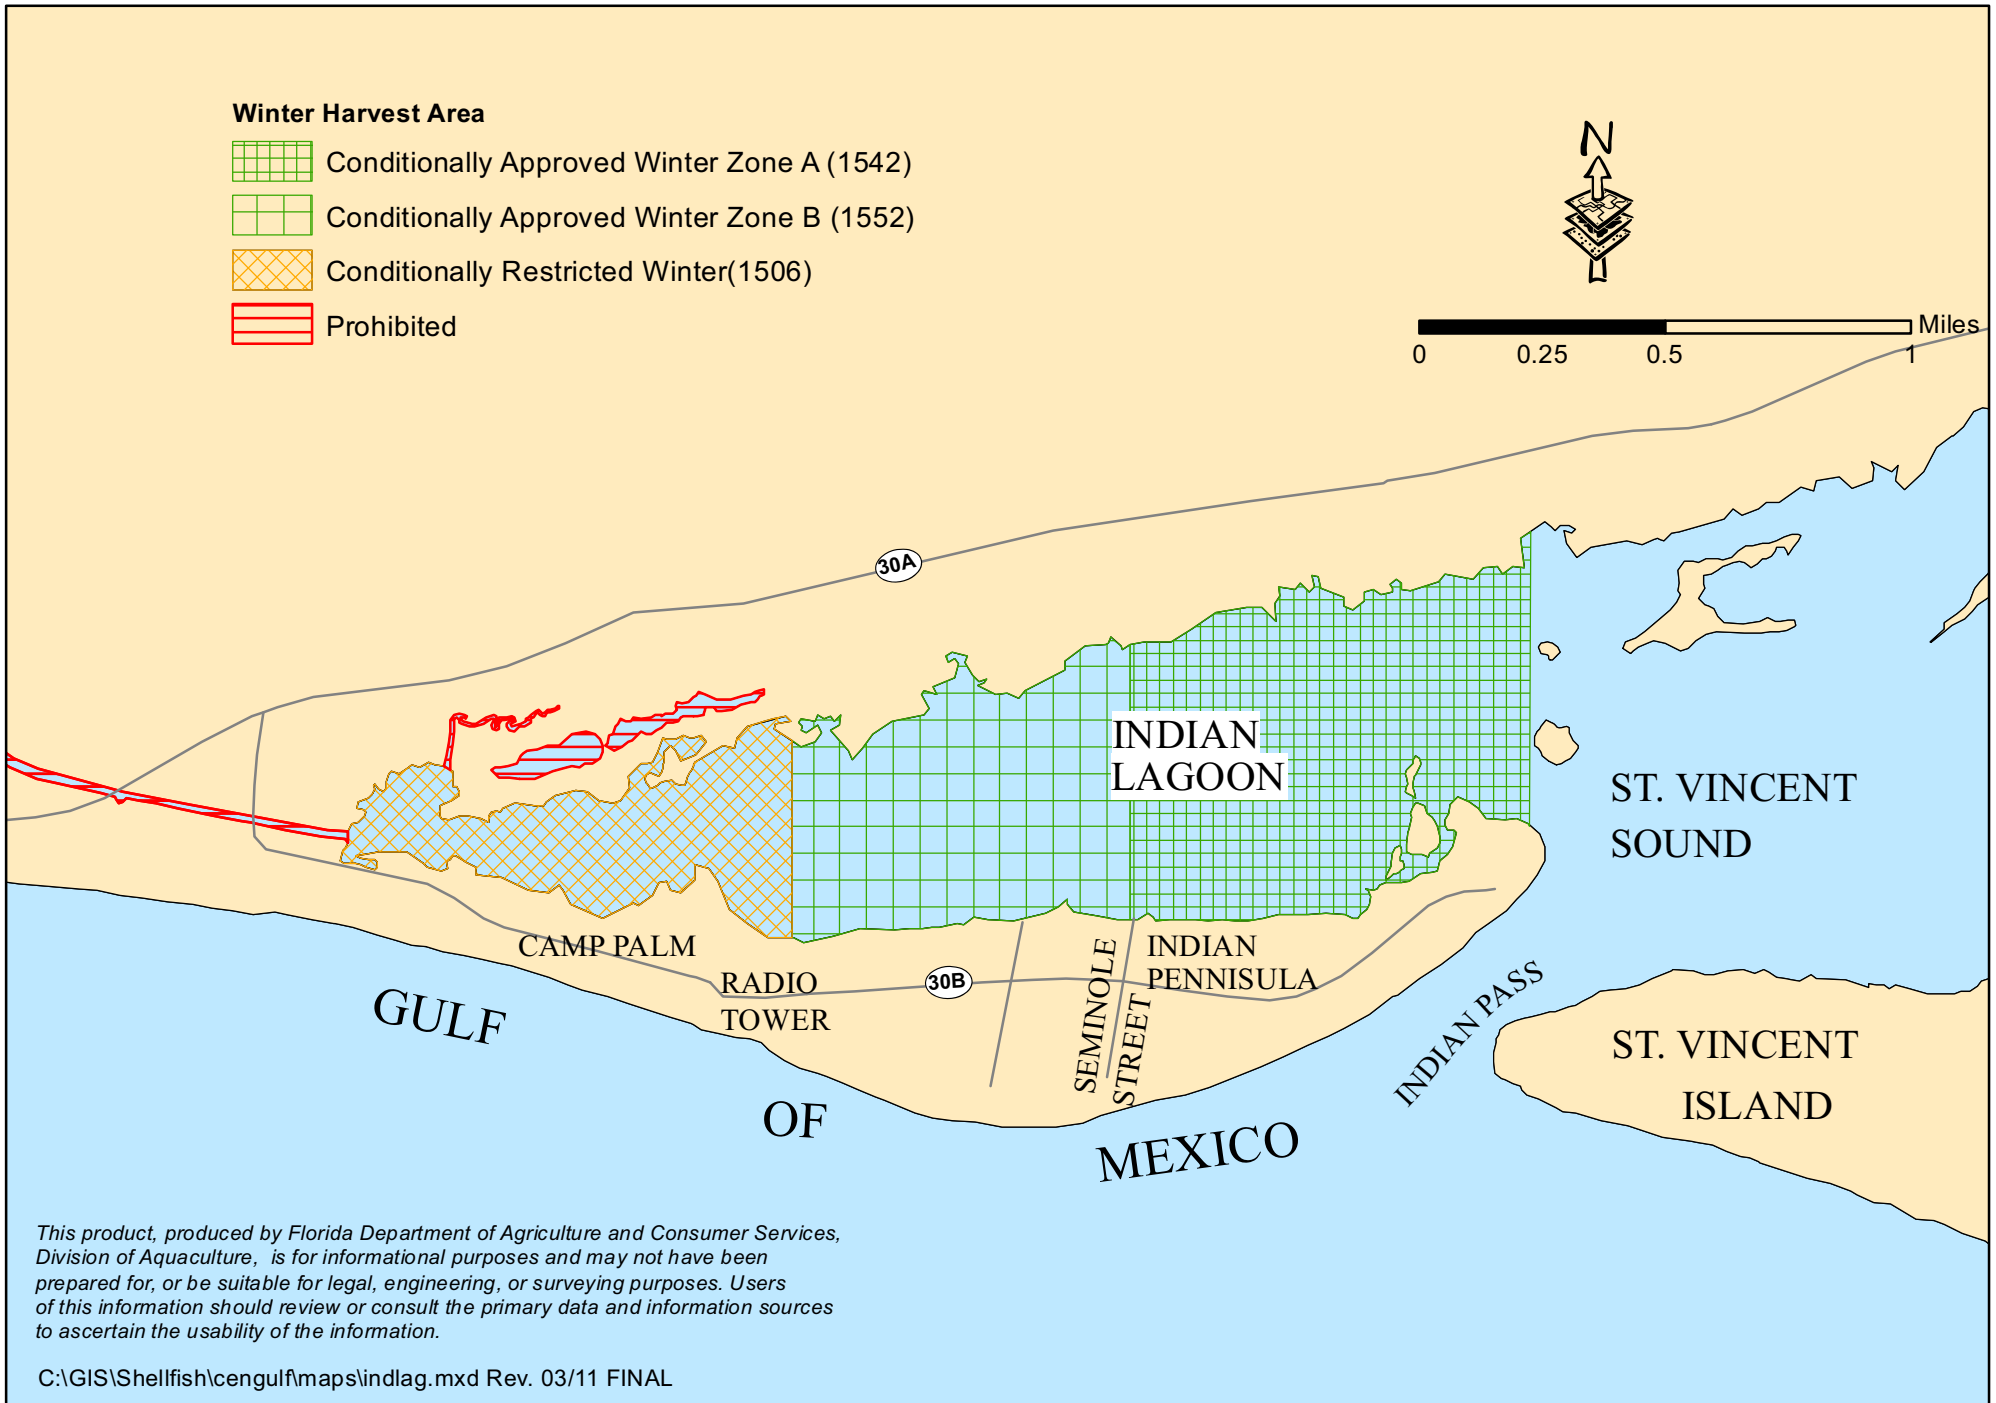 Winter Harvest Area
Conditionally Approved Winter Zone A (1542)
Conditionally Approved Winter Zone B (1552)
Conditionally Restricted Winter(1506)
Prohibited
N
Miles
0 0.25 0.5 1
30A
INDIAN
LAGOON
ST. VINCENT
SOUND
CAMP PALM
RADIO
TOWER
30B
SEMINOLE
STREET
INDIAN
PENNISULA
INDIAN PASS
ST. VINCENT
ISLAND
GULF
OF
MEXICO
This product, produced by Florida Department of Agriculture and Consumer Services,
Division of Aquaculture, is for informational purposes and may not have been
prepared for, or be suitable for legal, engineering, or surveying purposes. Users
of this information should review or consult the primary data and information sources
to ascertain the usability of the information.
C:\GIS\Shellfish\cengulf\maps\indlag.mxd Rev. 03/11 FINAL